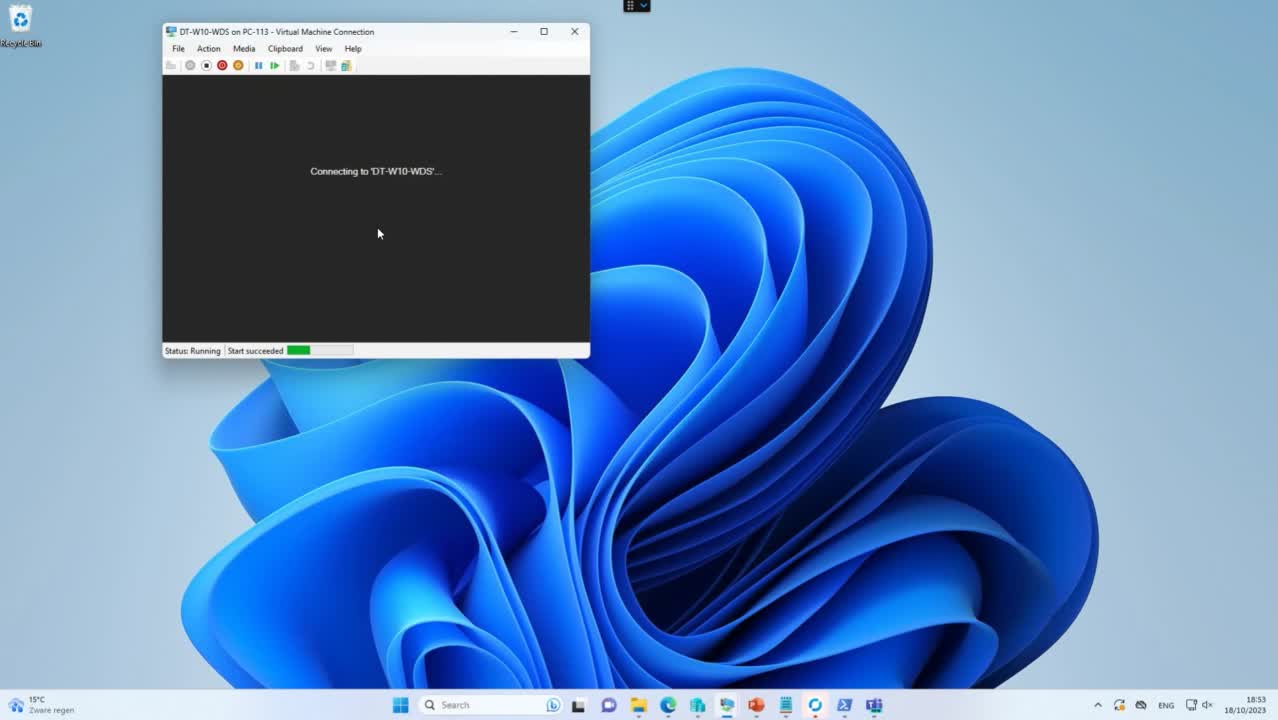 Recycle Bin
DT-W10-WDS on PC-113 - Virtual Machine Connection
File Action Media Clipboard View Help
Connecting to 'DT-W10-WDS'...
Status: Running Start succeeded
15°C
Zware regen
Search
ENG
18:53
18/10/2023